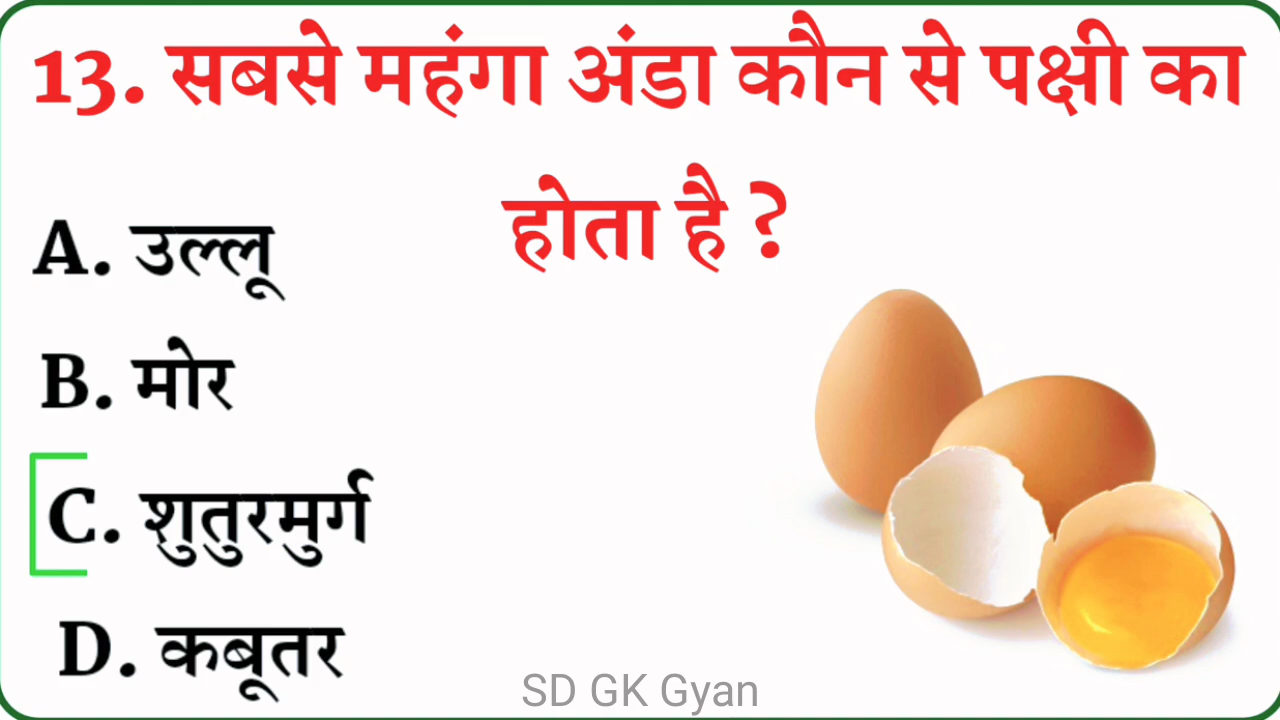 13. सबसे महंगा अंडा कौन से पक्षी का
होता है ?
A. उल्लू
B. मोर
C. शुतुरमुर्ग
D. कबूतर
SD GK Gyan